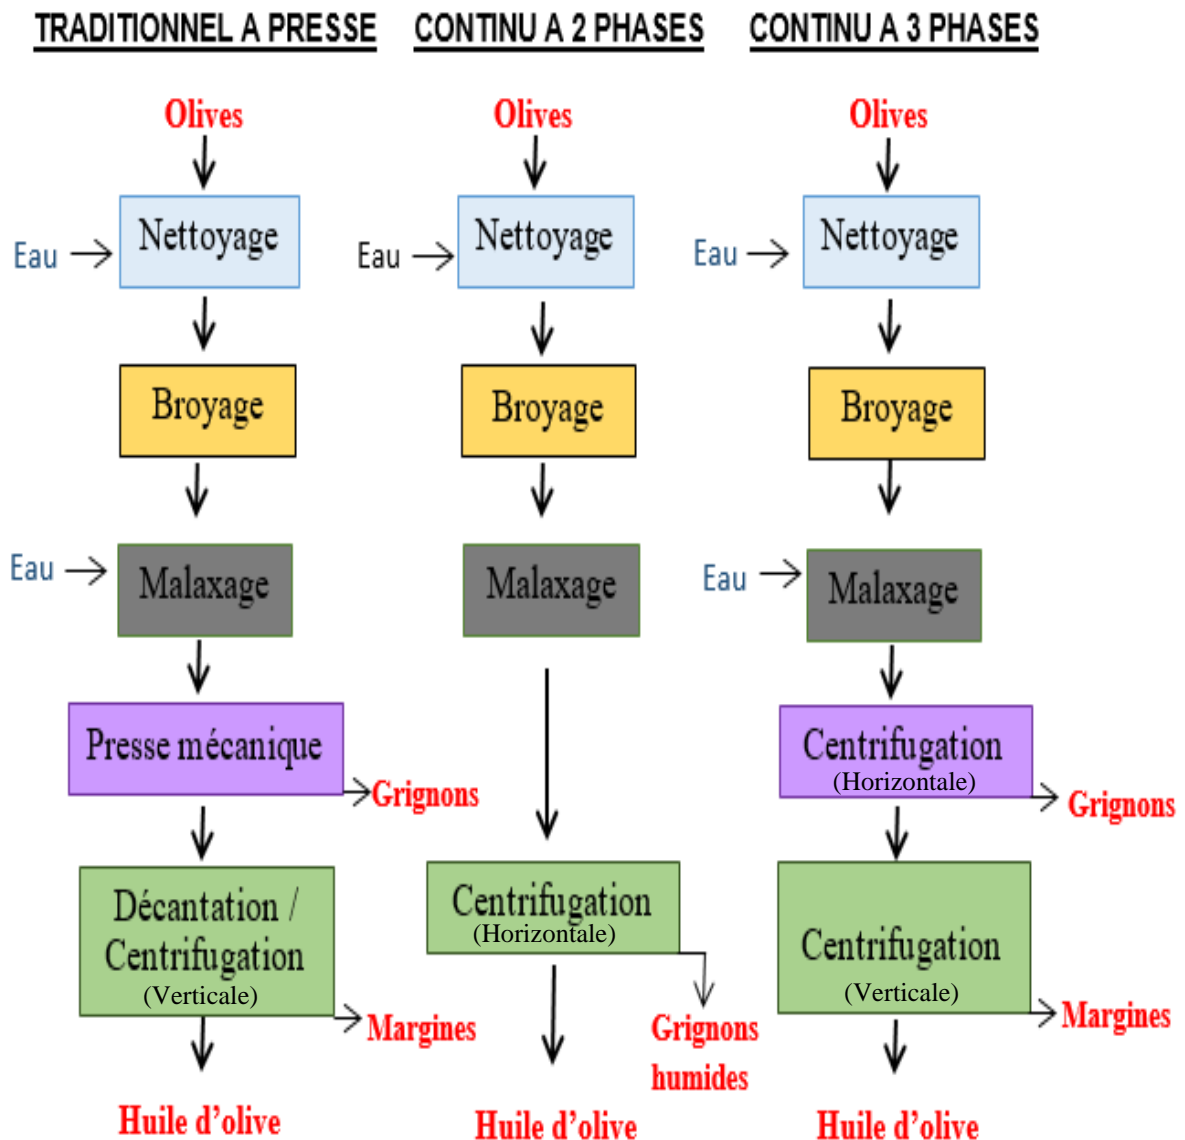 TRADITIONNEL A PRESSE
CONTINU A 2 PHASES
CONTINU A 3 PHASES
Olives
Olives
Olives
Nettoyage
Nettoyage
Nettoyage
Eau
Eau
Eau
Broyage
Broyage
Broyage
Eau
Malaxage
Malaxage
Eau
Malaxage
Presse mécanique
Grignons
Centrifugation
(Horizontale)
Grignons
Décantation /
Centrifugation
(Verticale)
Margines
Centrifugation
(Horizontale)
Grignons
humides
Centrifugation
(Verticale)
Margines
Huile d’olive
Huile d’olive
Huile d’olive